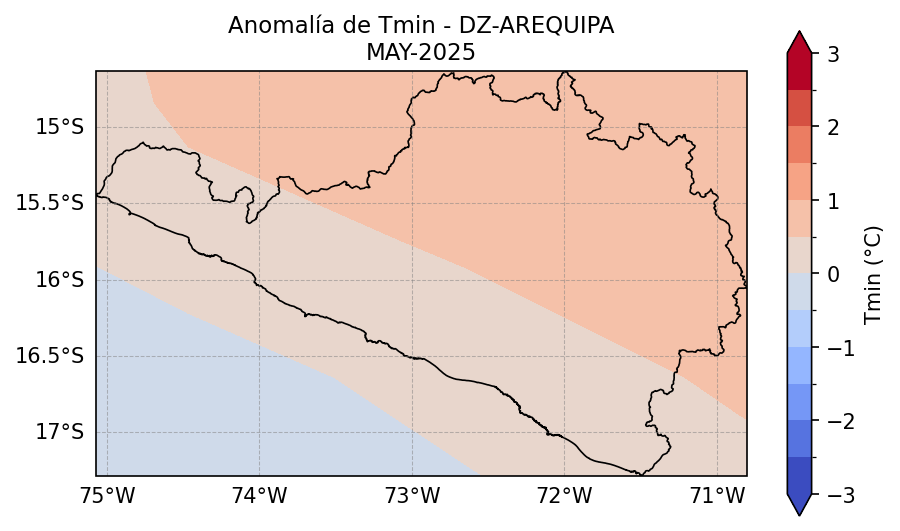 Anomalía de Tmin - DZ-AREQUIPA
MAY-2025
15°S
15.5°S
16°S
16.5°S
17°S
75°W
74°W
73°W
72°W
71°W
3
2
1
0
−1
−2
−3
Tmin (°C)